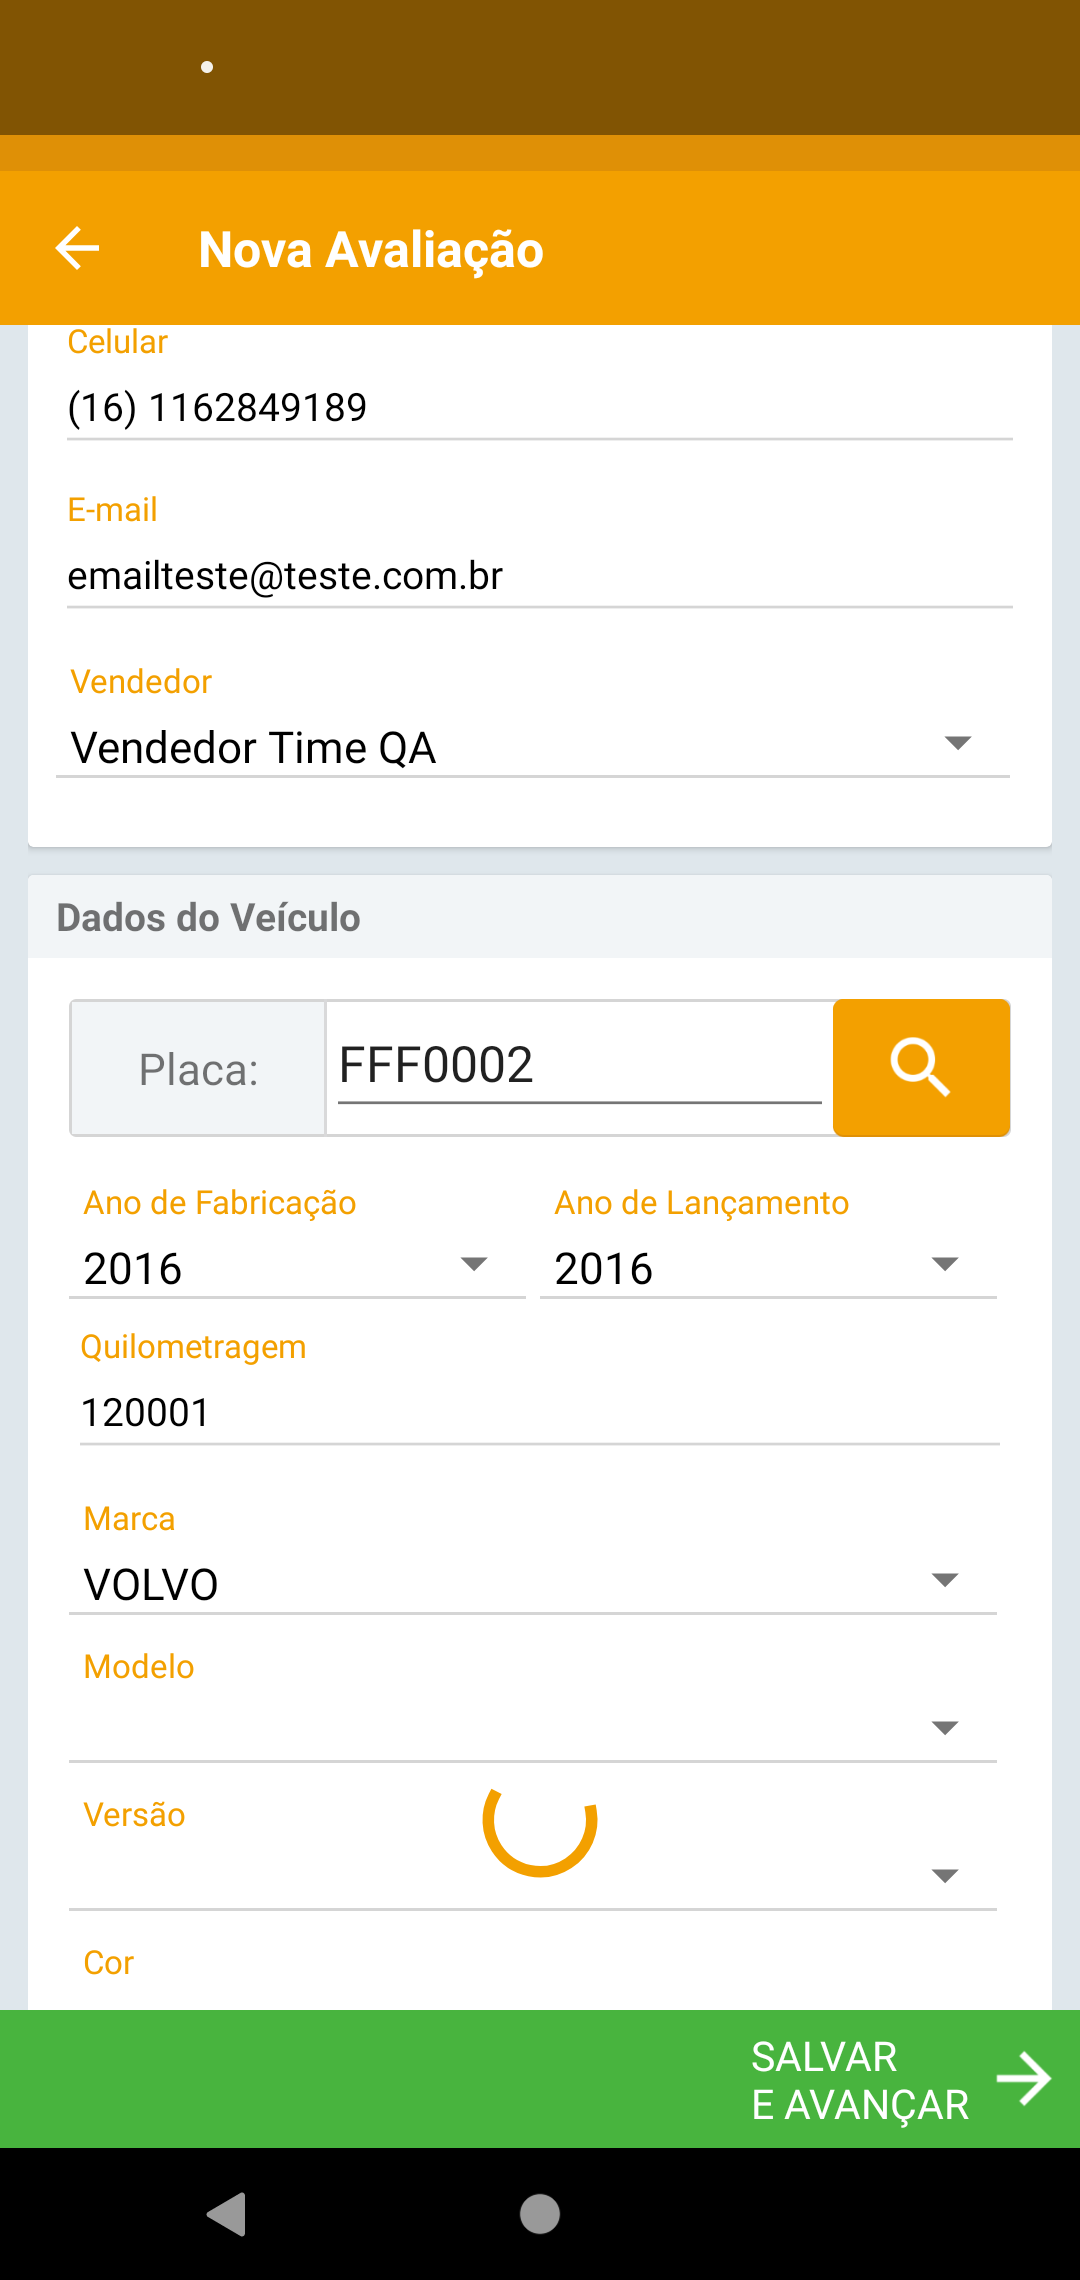 Nova Avaliação
Celular
(16) 1162849189
E-mail
emailteste@teste.com.br
Vendedor
Vendedor Time QA
Dados do Veículo
Placa: FFF0002
Ano de Fabricação Ano de Lançamento
2016 2016
Quilometragem
120001
Marca
VOLVO
Modelo
Versão
Cor
SALVAR
E AVANÇAR